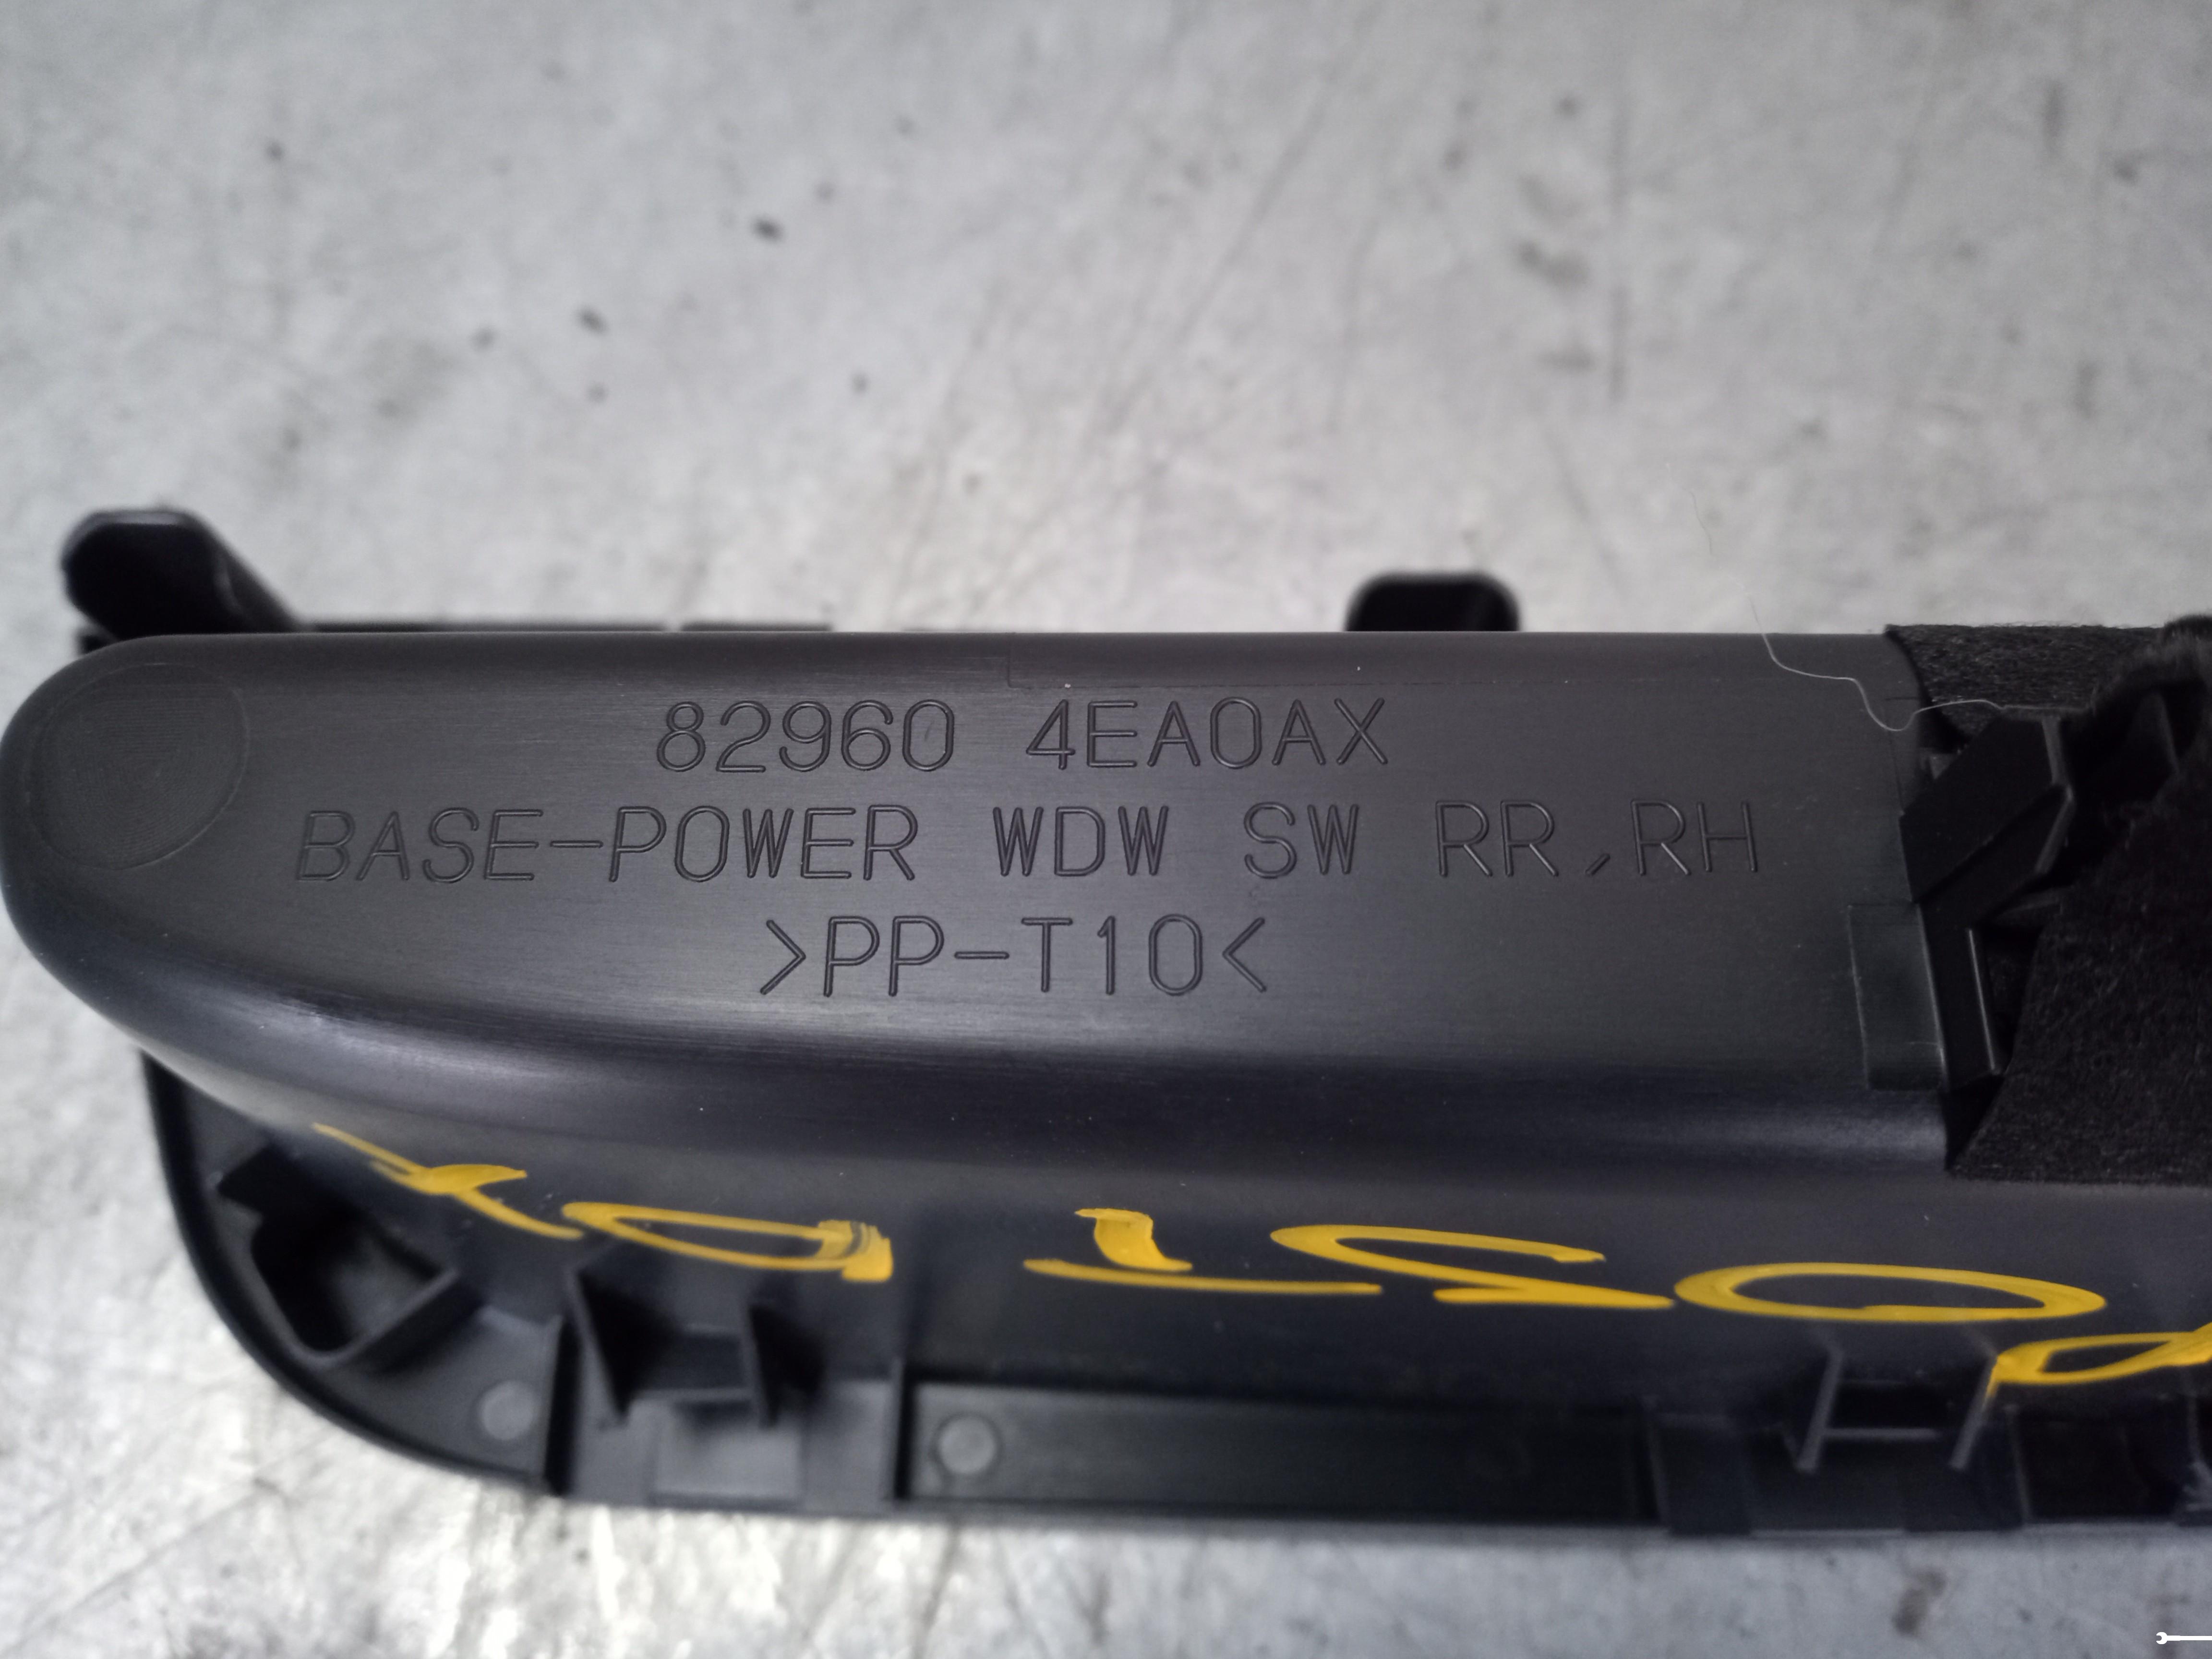 82960 4EA0AX
BASE-POWER WDW SW RR,RH
>PP-T10<